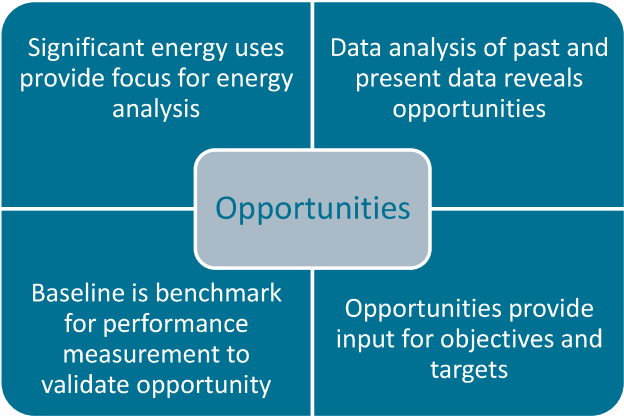 Significant energy uses
provide focus for energy
analysis
Data analysis of past and
present data reveals
opportunities
Opportunities
Baseline is benchmark
for performance
measurement to
validate opportunity
Opportunities provide
input for objectives and
targets